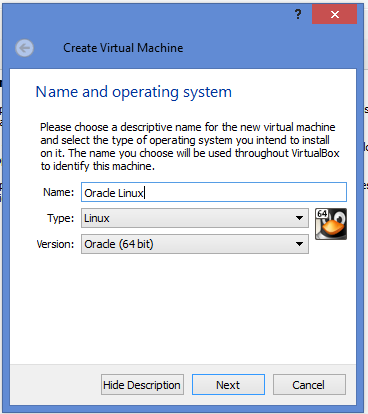 ?
Create Virtual Machine
Name and operating system
Please choose a descriptive name for the new virtual machine
and select the type of operating system you intend to install
on it. The name you choose will be used throughout VirtualBox
to identify this machine.
Name: Oracle Linux
Type: Linux
64
Version: Oracle (64 bit)
Hide Description Next Cancel